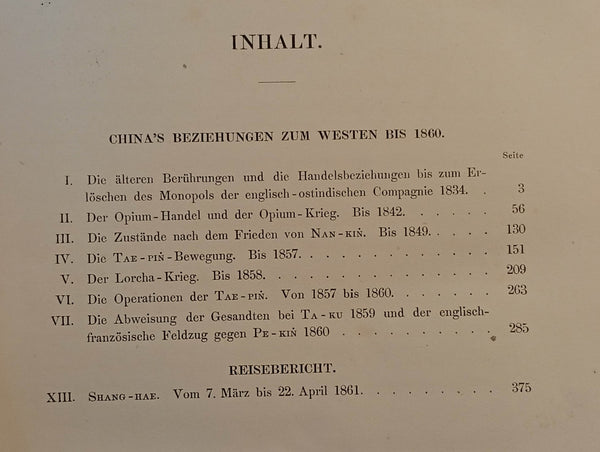 INHALT.
CHINA'S BEZIEHUNGEN ZUM WESTEN BIS 1860.
Seite
I. Die älteren Berührungen und die Handelsbeziehungen bis zum Er-
löschen des Monopols der englisch-ostindischen Compagnie 1834. . 3
II. Der Opium-Handel und der Opium-Krieg. Bis 1842. . . . . . 56
III. Die Zustände nach dem Frieden von NAN-KIṄ. Bis 1849. . . . . 130
IV. Die TAE-PIṄ-Bewegung. Bis 1857. . . . . . . . . . . . 151
V. Der Lorcha-Krieg. Bis 1858. . . . . . . . . . . . . . 209
VI. Die Operationen der TAE-PIṄ. Von 1857 bis 1860. . . . . . . 263
VII. Die Abweisung der Gesandten bei TA-KU 1859 und der englisch-
französische Feldzug gegen PE-KIṄ 1860 . . . . . . . . . . 285
REISEBERICHT.
XIII. SHANG-HAE. Vom 7. März bis 22. April 1861. . . . . . . . . 375